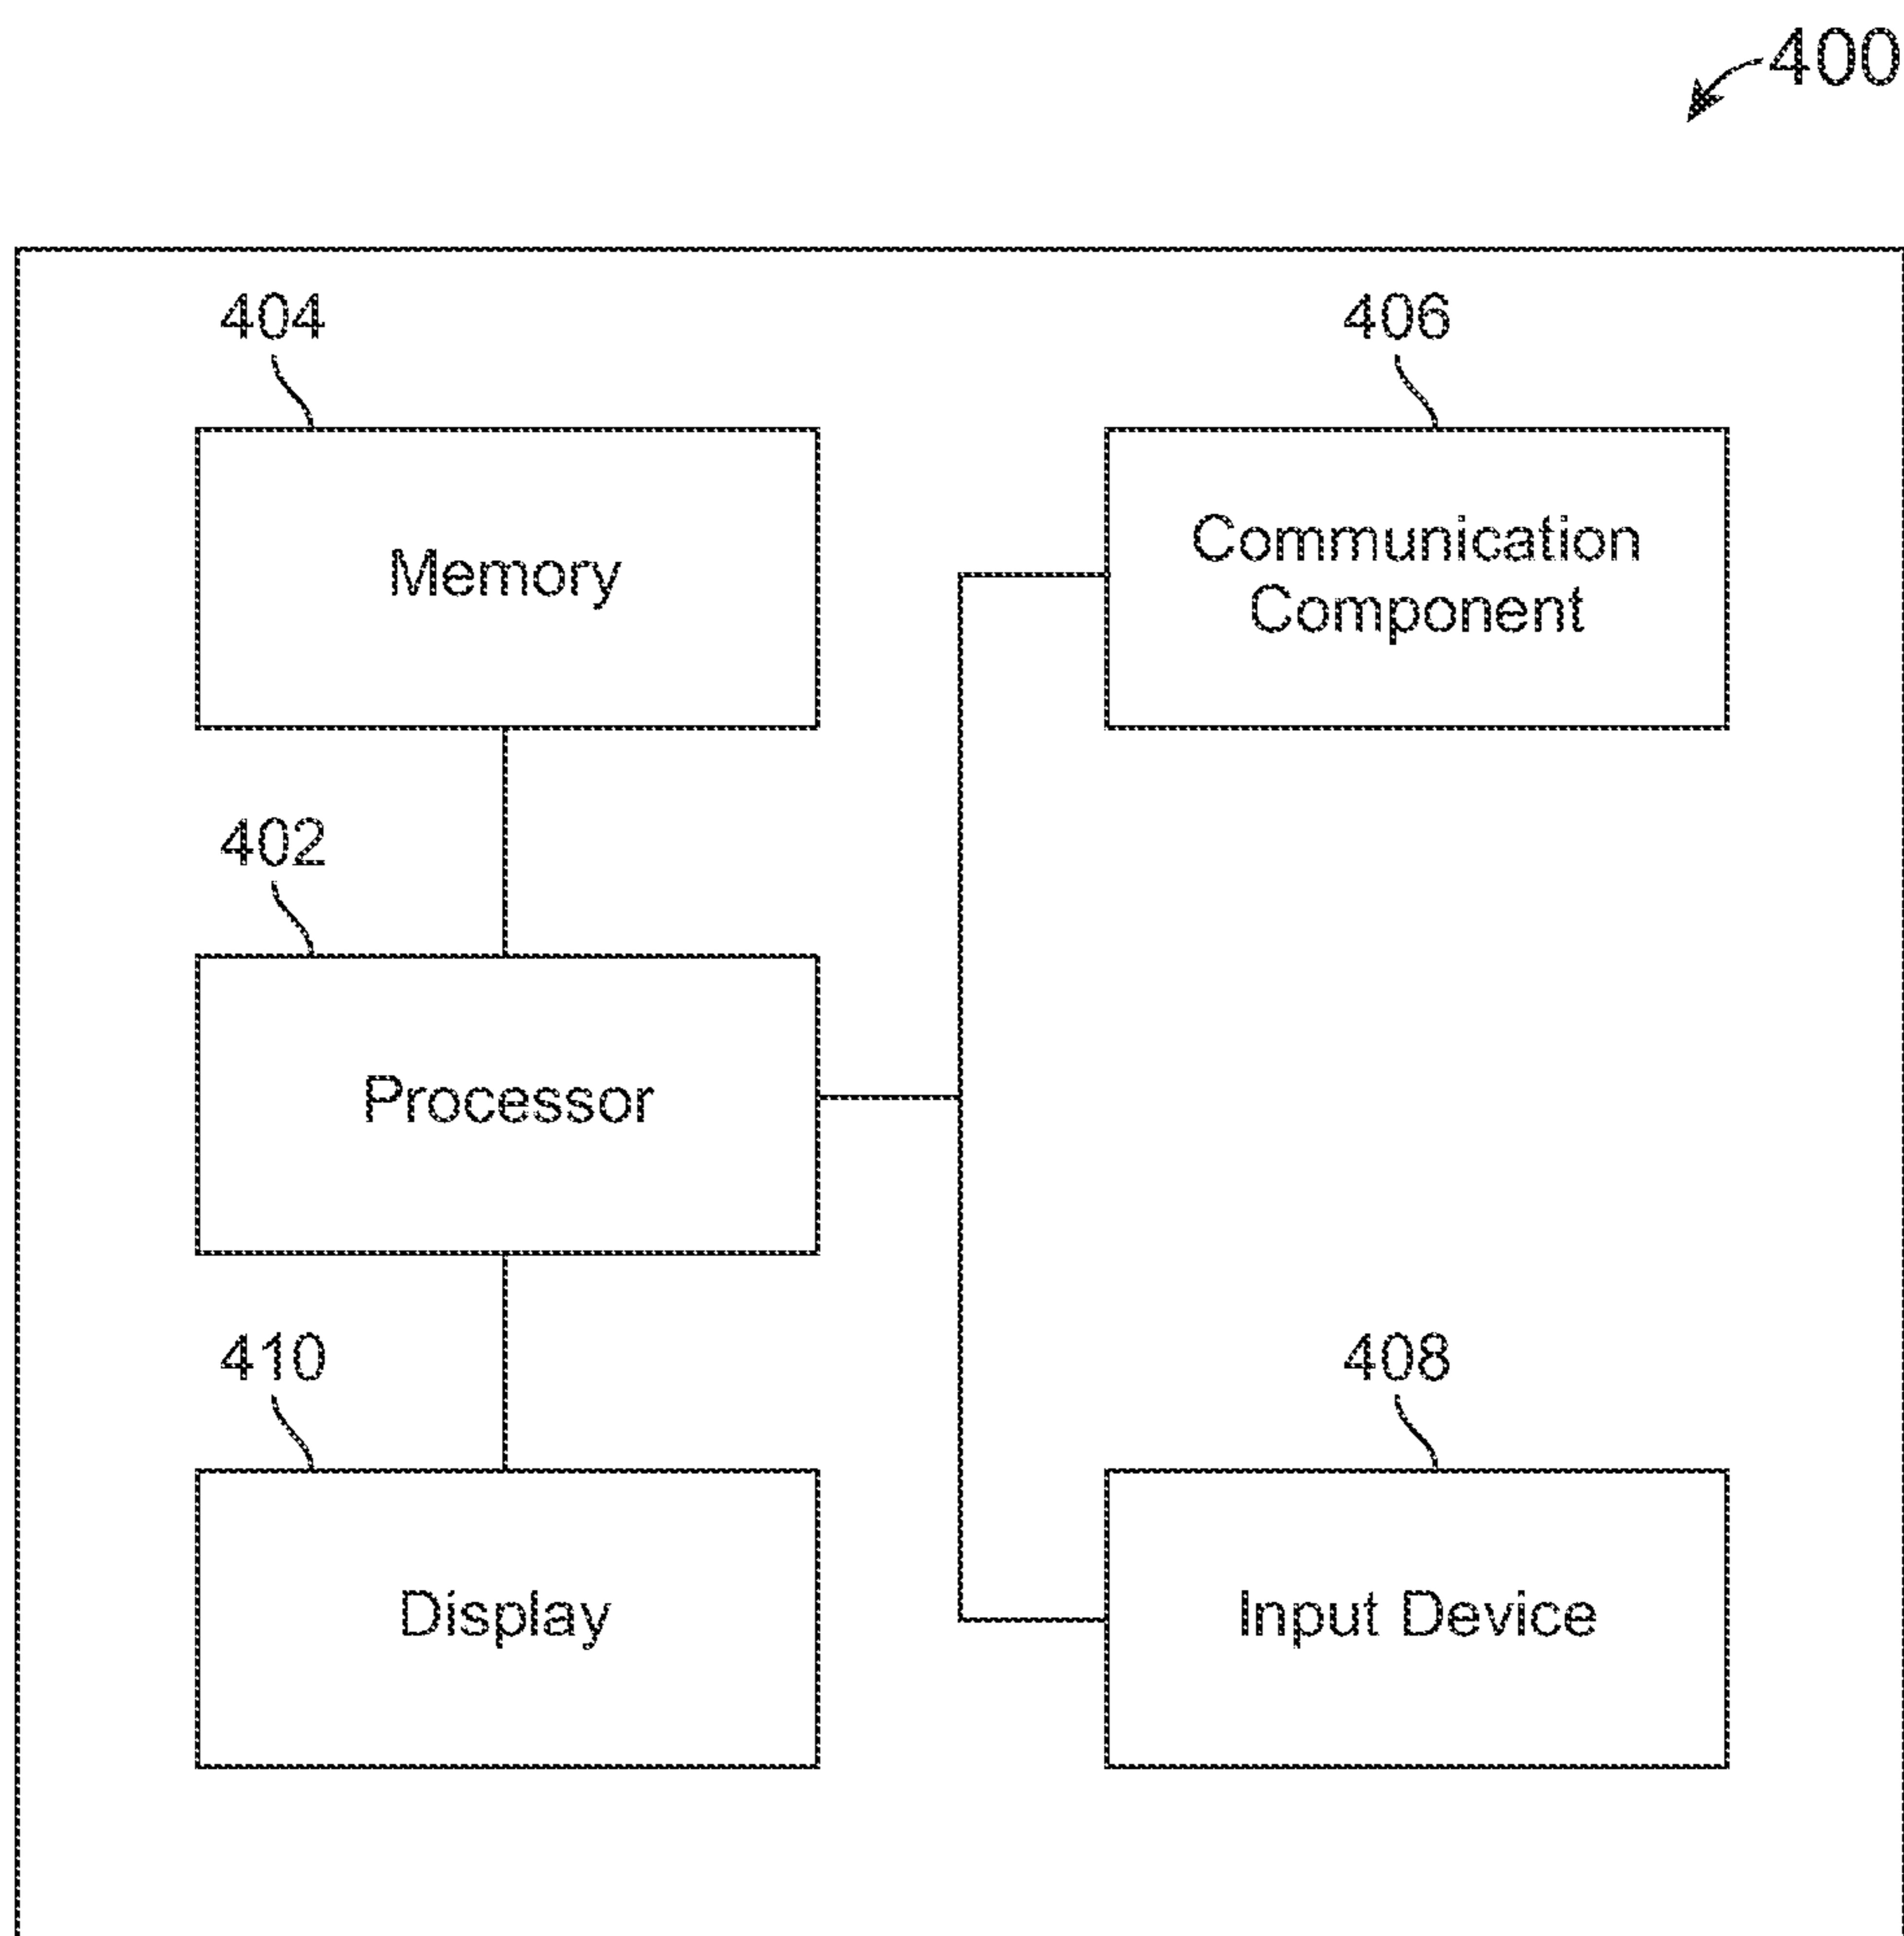 400
404
406
Memory
Communication
Component
402
Processor
410
408
Display
Input Device